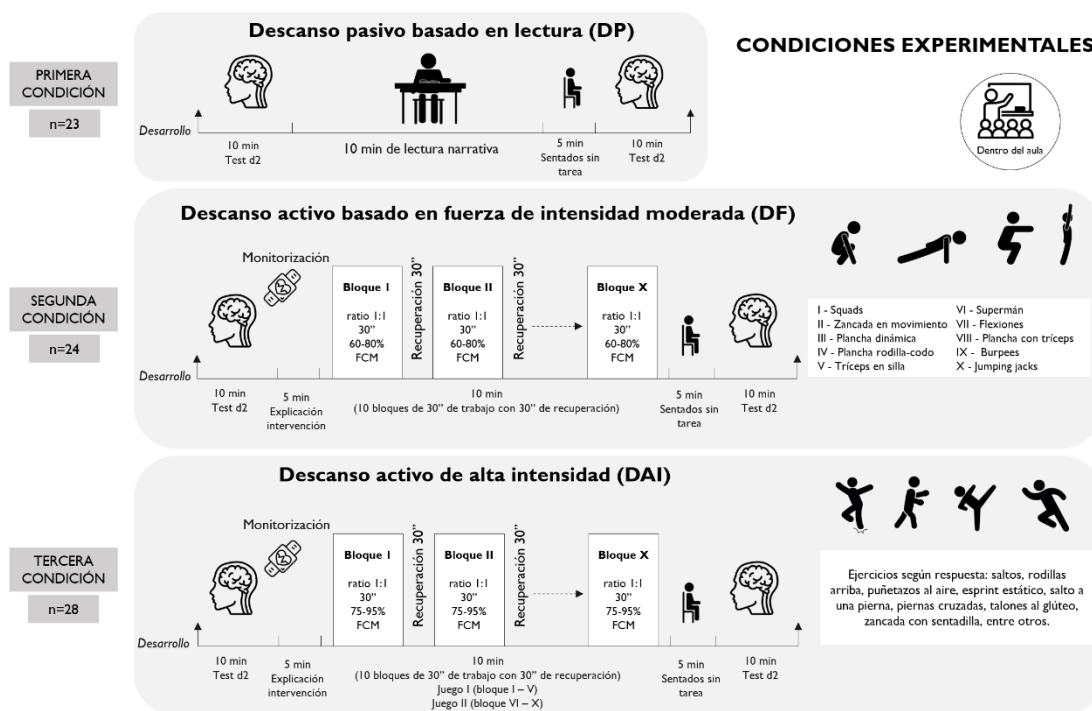 Descanso pasivo basado en lectura (DP)
CONDICIONES EXPERIMENTALES
PRIMERA
CONDICIÓN
n=23
Desarrollo
10 min
Test d2
10 min de lectura narrativa
5 min
Sentados sin
tarea
10 min
Test d2
Dentro del aula
Descanso activo basado en fuerza de intensidad moderada (DF)
SEGUNDA
CONDICIÓN
n=24
Monitorización
Bloque I
ratio 1:1
30”
60-80%
FCM
Recuperación 30”
Bloque II
ratio 1:1
30”
60-80%
FCM
Recuperación 30”
Bloque X
ratio 1:1
30”
60-80%
FCM
Desarrollo
10 min
Test d2
5 min
Explicación
intervención
10 min
(10 bloques de 30” de trabajo con 30” de recuperación)
5 min
Sentados sin
tarea
10 min
Test d2
I - Squads
II - Zancada en movimiento
III - Plancha dinámica
IV - Plancha rodilla-codo
V - Tríceps en silla
VI - Supermán
VII - Flexiones
VIII - Plancha con tríceps
IX - Burpees
X - Jumping jacks
Descanso activo de alta intensidad (DAI)
TERCERA
CONDICIÓN
n=28
Monitorización
Bloque I
ratio 1:1
30”
75-95%
FCM
Recuperación 30”
Bloque II
ratio 1:1
30”
75-95%
FCM
Recuperación 30”
Bloque X
ratio 1:1
30”
75-95%
FCM
Desarrollo
10 min
Test d2
5 min
Explicación
intervención
10 min
(10 bloques de 30” de trabajo con 30” de recuperación)
Juego I (bloque I – V)
Juego II (bloque VI – X)
5 min
Sentados sin
tarea
10 min
Test d2
Ejercicios según respuesta: saltos, rodillas
arriba, puñetazos al aire, esprint estático, salto a
una pierna, piernas cruzadas, talones al glúteo,
zancada con sentadilla, entre otros.